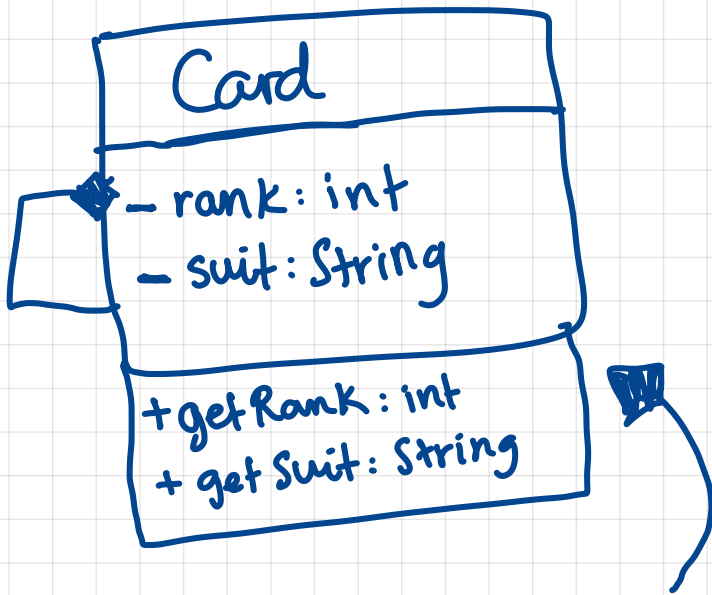 Card
- rank: int
- suit: String
+ getRank: int
+ getSuit: String